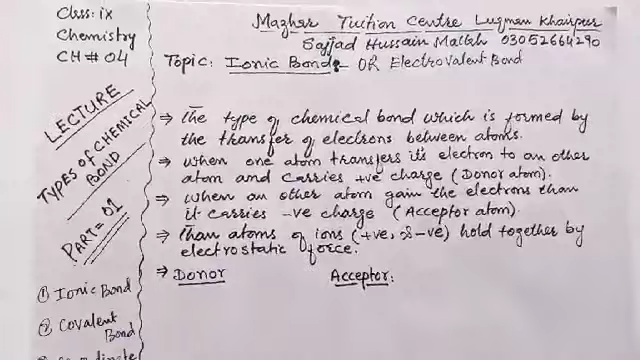 Class: ix
Chemistry
CH # 04
LECTURE
TYPES OF CHEMICAL
BOND
PART= 01
① Ionic Bond
② Covalent
Bond
Mazhar Tuition Centre Luqman Khairpur
Sajjad Hussain 03052664290
Topic: Ionic Bond OR Electrovalent Bond
⇒ The type of chemical bond which is formed by
the transfer of electrons between atoms.
⇒ When one atom transfers it's electron to an other
atom and carries +ve charge (Donor atom).
⇒ When an other atom gain the electrons than
it carries -ve charge (Acceptor atom).
⇒ Than atoms of ions (+ve, & -ve) hold together by
electrostatic force.
⇒ Donor Acceptor: